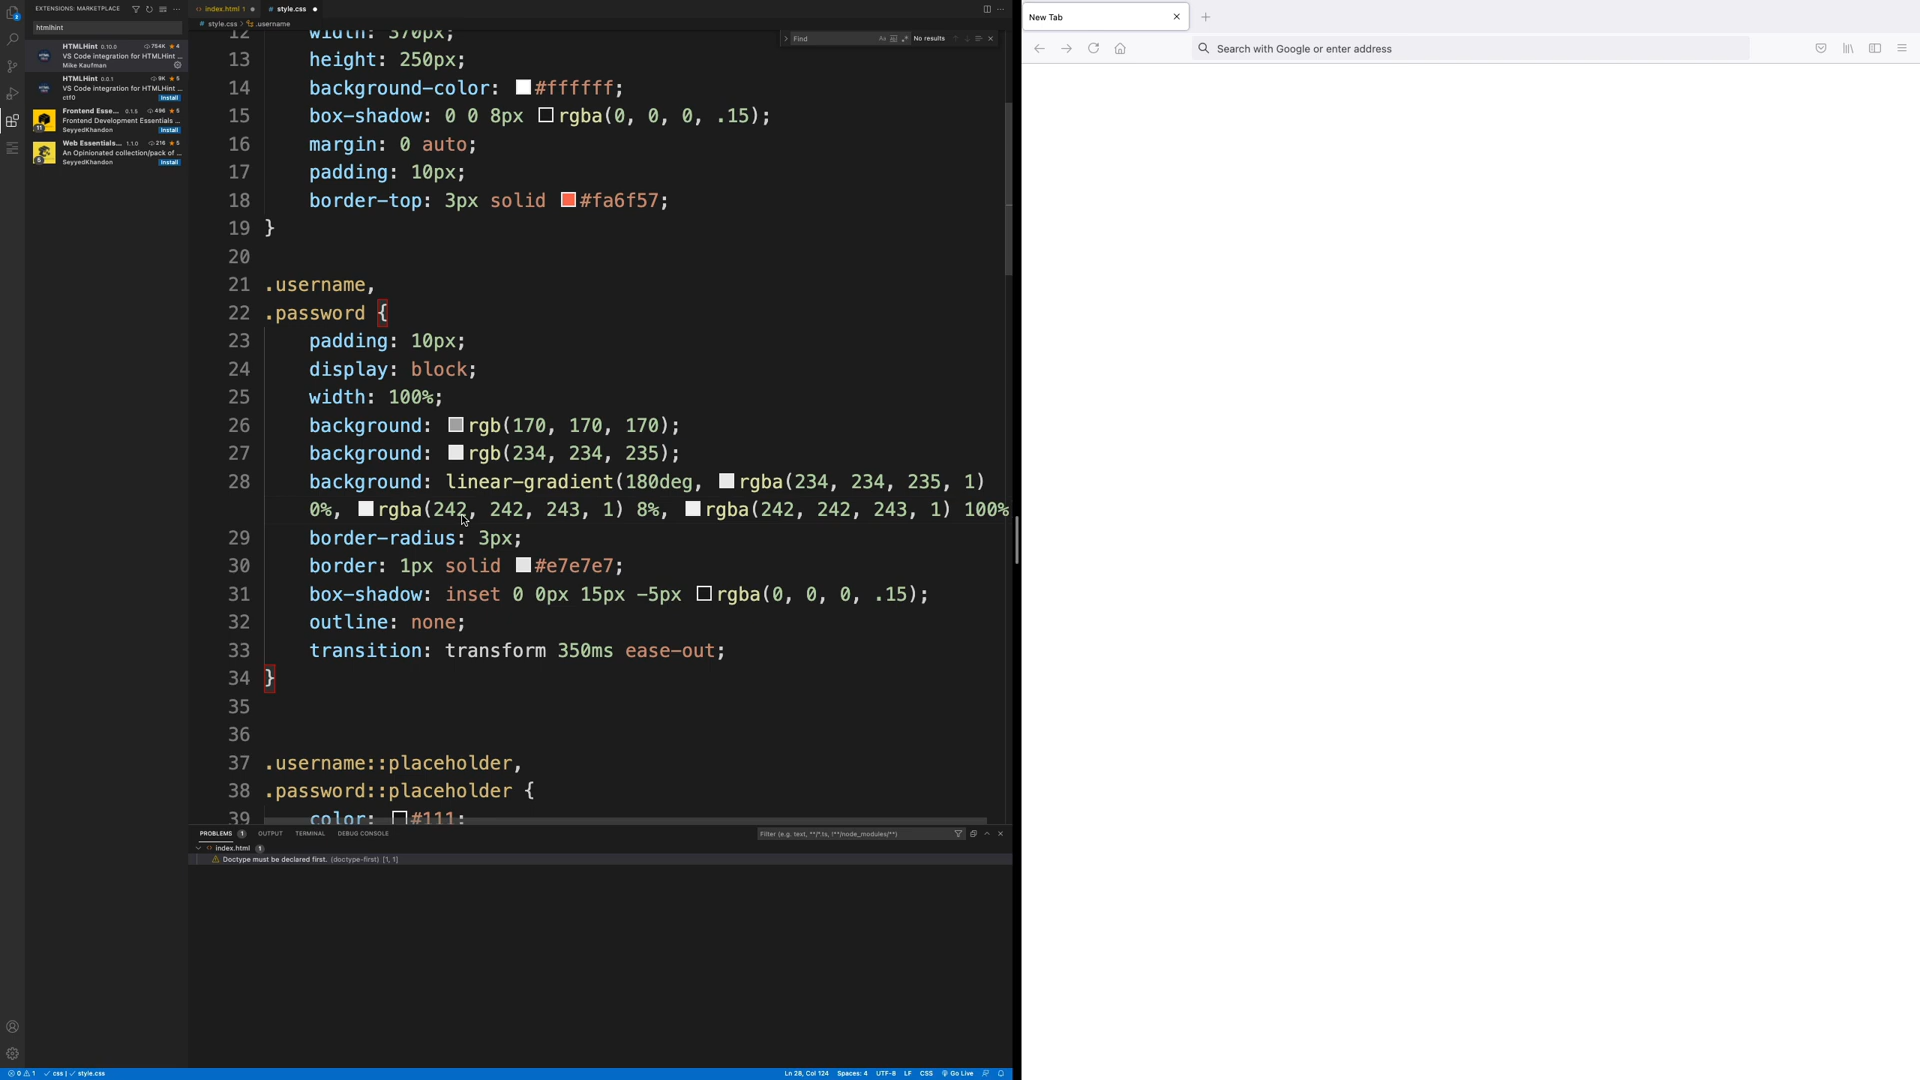 EXTENSIONS: MARKETPLACE
htmlhint
HTMLHint 0.10.0 764K ★4
VS Code integration for HTMLHint ...
Mike Kaufman
HTMLHint 0.0.1 9K ★5
VS Code integration for HTMLHint ...
ctf0 Install
Frontend Esse... 0.1.5 496 ★5
Frontend Development Essentials ...
SeyyedKhandon Install
11
Web Essentials... 1.1.0 216 ★5
An Opinionated collection/pack of ...
SeyyedKhandon Install
5
index.html 1 ●
# style.css ●
# style.css > .username
Find Aa No results
12 width: 370px;
13 height: 250px;
14 background-color: #ffffff;
15 box-shadow: 0 0 8px rgba(0, 0, 0, .15);
16 margin: 0 auto;
17 padding: 10px;
18 border-top: 3px solid #fa6f57;
19 }
20
21 .username,
22 .password {
23 padding: 10px;
24 display: block;
25 width: 100%;
26 background: rgb(170, 170, 170);
27 background: rgb(234, 234, 235);
28 background: linear-gradient(180deg, rgba(234, 234, 235, 1)
0%, rgba(242, 242, 243, 1) 8%, rgba(242, 242, 243, 1) 100%
29 border-radius: 3px;
30 border: 1px solid #e7e7e7;
31 box-shadow: inset 0 0px 15px -5px rgba(0, 0, 0, .15);
32 outline: none;
33 transition: transform 350ms ease-out;
34 }
35
36
37 .username::placeholder,
38 .password::placeholder {
39 color: #111;
PROBLEMS 1 OUTPUT TERMINAL DEBUG CONSOLE
Filter (e.g. text, **/*.ts, !**/node_modules/**)
index.html 1
Doctype must be declared first. (doctype-first) [1, 1]
0 1 ✓ css | ✓ style.css
Ln 28, Col 124 Spaces: 4 UTF-8 LF CSS Go Live
New Tab
Search with Google or enter address